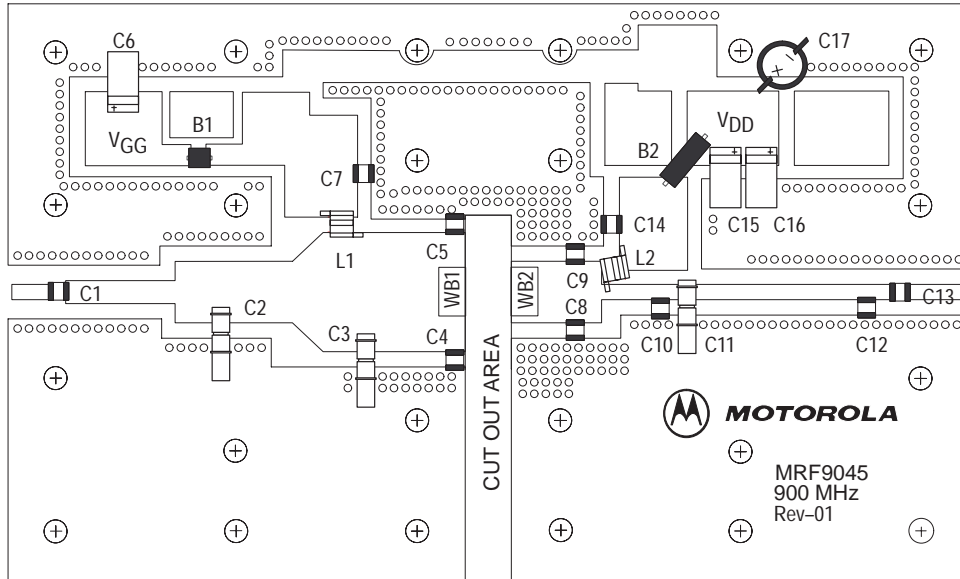 C6
C17
B1
VGG
VDD
B2
C7
C15
C16
C14
C5
L1
L2
C9
WB1
WB2
C1
C13
C2
C3
C4
C8
C10
C11
C12
CUT OUT AREA
MOTOROLA
MRF9045
900 MHz
Rev–01